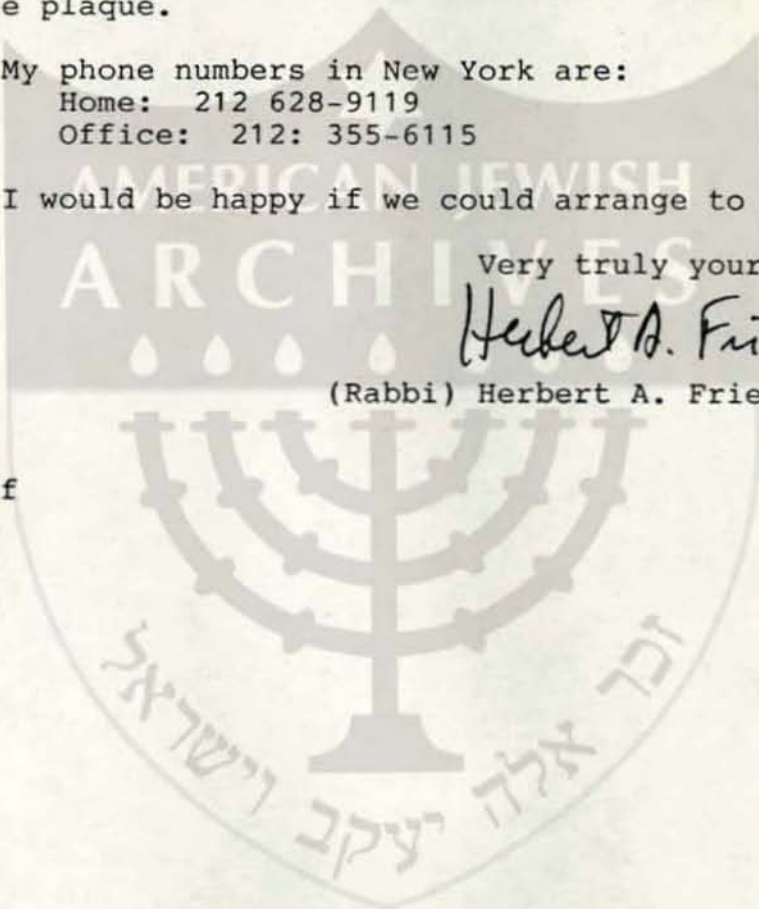 e plaque.
My phone numbers in New York are:
Home: 212 628-9119
Office: 212: 355-6115
I would be happy if we could arrange to
Very truly your
Herbert A. Fri
(Rabbi) Herbert A. Frie
f
AMERICAN JEWISH
ARCHIVES
זכר אלה יעקב וישראל